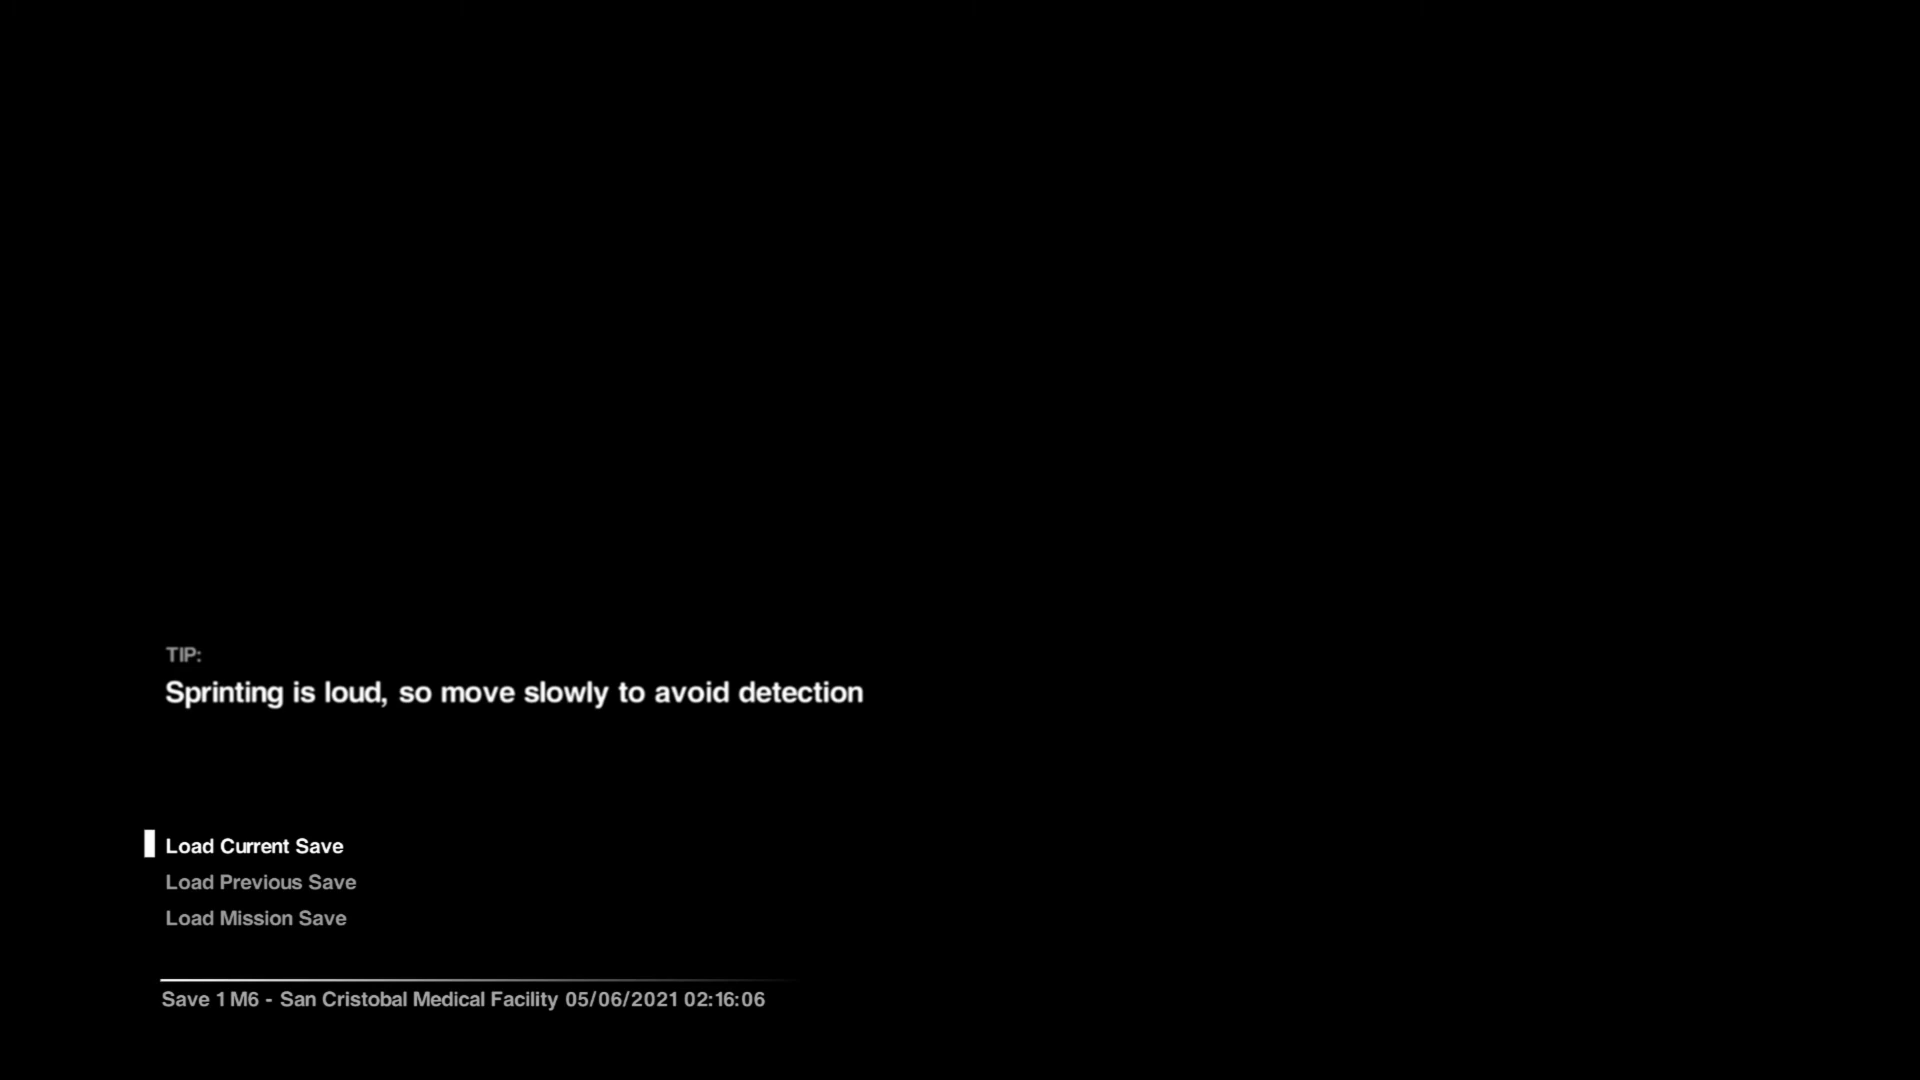 TIP:
Sprinting is loud, so move slowly to avoid detection
Load Current Save
Load Previous Save
Load Mission Save
Save 1 M6 - San Cristobal Medical Facility 05/06/2021 02:16:06